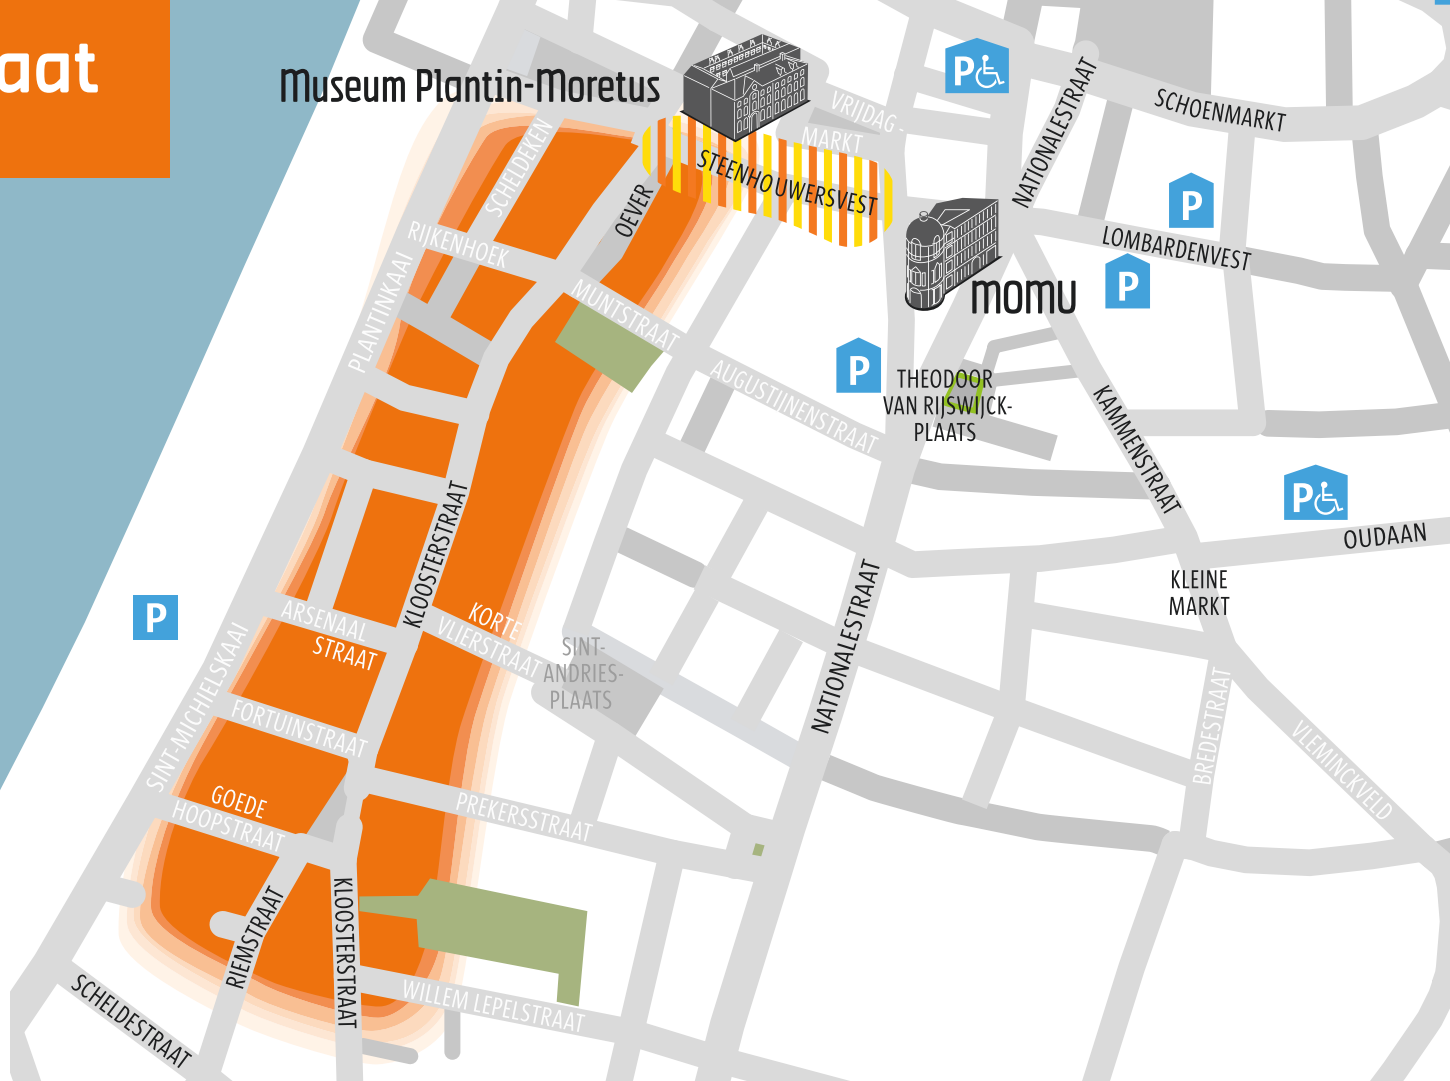 aat
Museum Plantin-Moretus
P
NATIONALESTRAAT
SCHOENMARKT
VRIJDAG-
MARKT
SCHELDEKEN
STEENHOUWERSVEST
OEVER
P
RIJKENHOEK
LOMBARDENVEST
PLANTINKAAI
MUNTSTRAAT
momu
P
P
AUGUSTIJNENSTRAAT
THEODOOR
VAN RIJSWIJCK-
PLAATS
KAMMENSTRAAT
P
OUDAAN
KLOOSTERSTRAAT
KLEINE
MARKT
P
ARSENAAL
STRAAT
KORTE
VLIERSTRAAT
SINT-
ANDRIES-
PLAATS
NATIONALESTRAAT
SINT-MICHIELSKAAI
FORTUINSTRAAT
BREDESTRAAT
VLEMINCKVELD
GOEDE
HOOPSTRAAT
PREKERSSTRAAT
RIEMSTRAAT
KLOOSTERSTRAAT
SCHELDESTRAAT
WILLEM LEPELSTRAAT